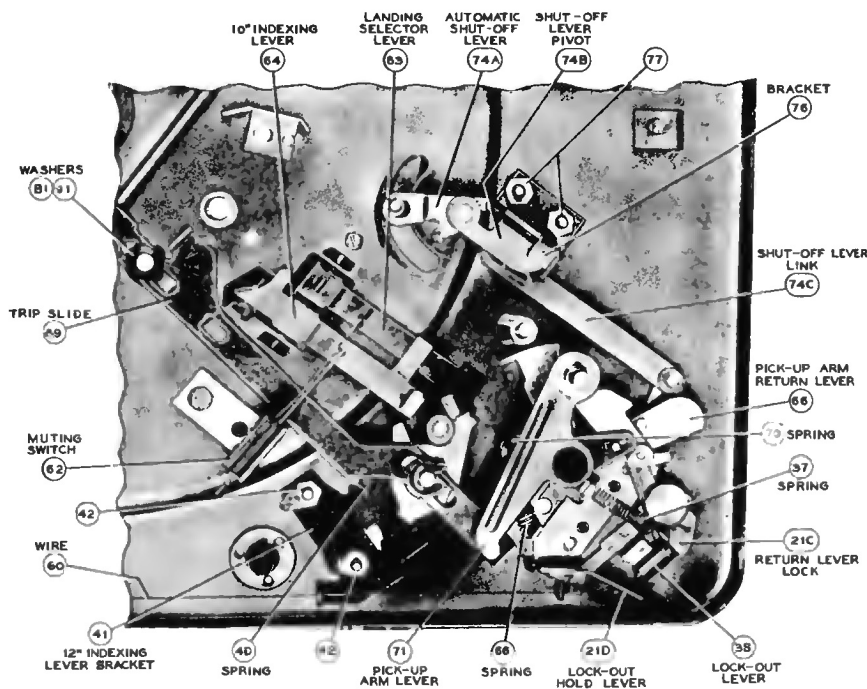 10" INDEXING
LEVER
64
LANDING
SELECTOR
LEVER
63
AUTOMATIC
SHUT-OFF
LEVER
74A
SHUT-OFF
LEVER
PIVOT
74B
77
BRACKET
76
WASHERS
81
TRIP SLIDE
SHUT-OFF LEVER
LINK
74C
PICK-UP ARM
RETURN LEVER
66
SPRING
MUTING
SWITCH
62
37
SPRING
42
WIRE
60
21C
RETURN LEVER
LOCK
41
12" INDEXING
LEVER BRACKET
40
SPRING
42
71
PICK-UP
ARM LEVER
66
SPRING
21D
LOCK-OUT
HOLD LEVER
38
LOCK-OUT
LEVER